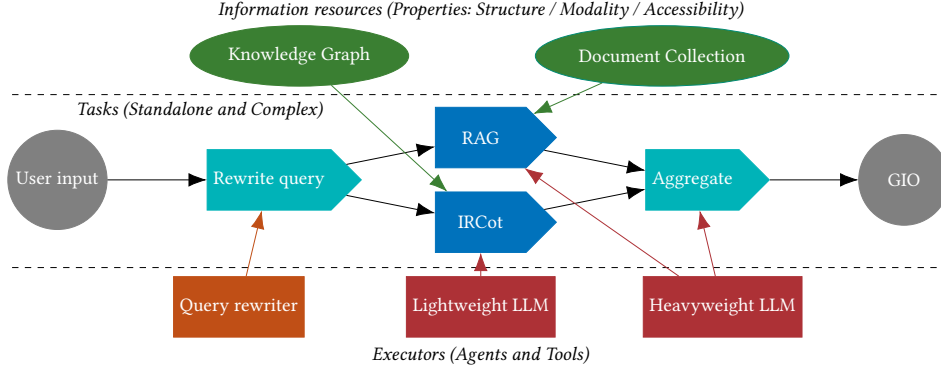 Information resources (Properties: Structure / Modality / Accessibility)
Knowledge Graph
Document Collection
Tasks (Standalone and Complex)
RAG
User input
Rewrite query
Aggregate
GIO
IRCot
Query rewriter
Lightweight LLM
Heavyweight LLM
Executors (Agents and Tools)